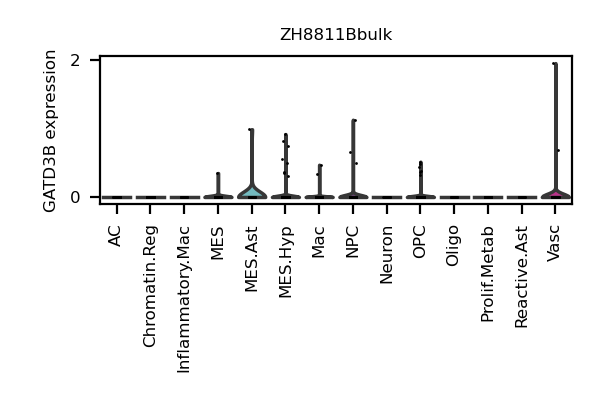 ZH8811Bbulk
GATD3B expression
2
0
AC
Chromatin.Reg
Inflammatory.Mac
MES
MES.Ast
MES.Hyp
Mac
NPC
Neuron
OPC
Oligo
Prolif.Metab
Reactive.Ast
Vasc